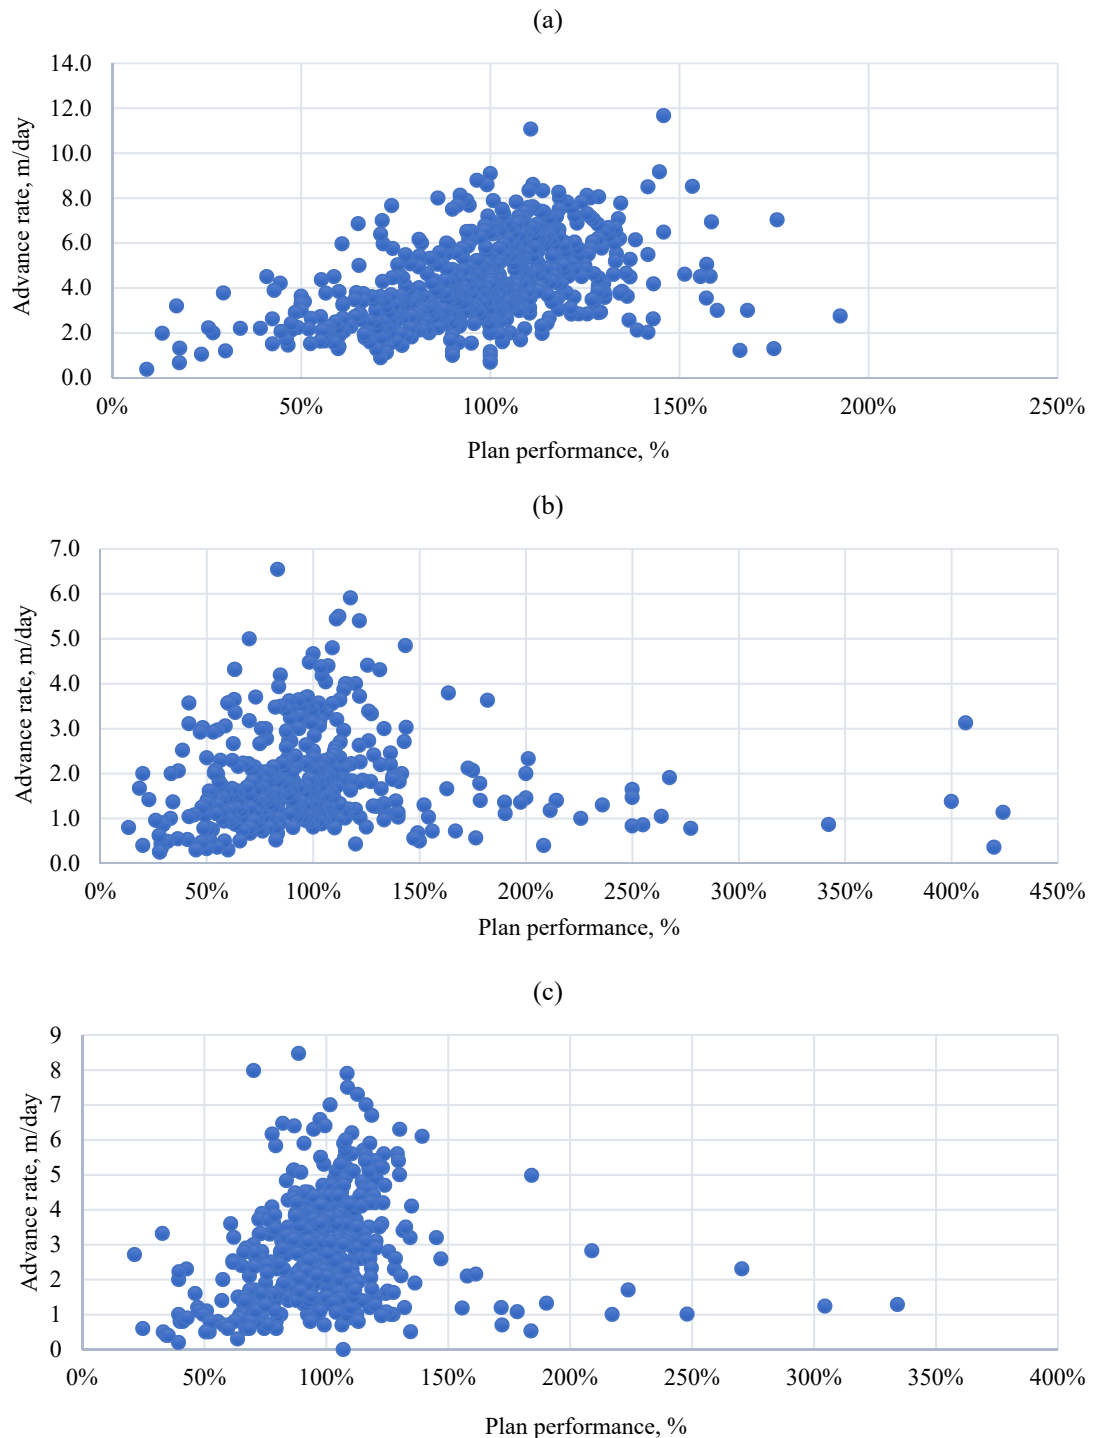 (a)
14.0
12.0
10.0
8.0
6.0
4.0
2.0
0.0
Advance rate, m/day
0% 50% 100% 150% 200% 250%
Plan performance, %
(b)
7.0
6.0
5.0
4.0
3.0
2.0
1.0
0.0
Advance rate, m/day
0% 50% 100% 150% 200% 250% 300% 350% 400% 450%
Plan performance, %
(c)
9
8
7
6
5
4
3
2
1
0
Advance rate, m/day
0% 50% 100% 150% 200% 250% 300% 350% 400%
Plan performance, %